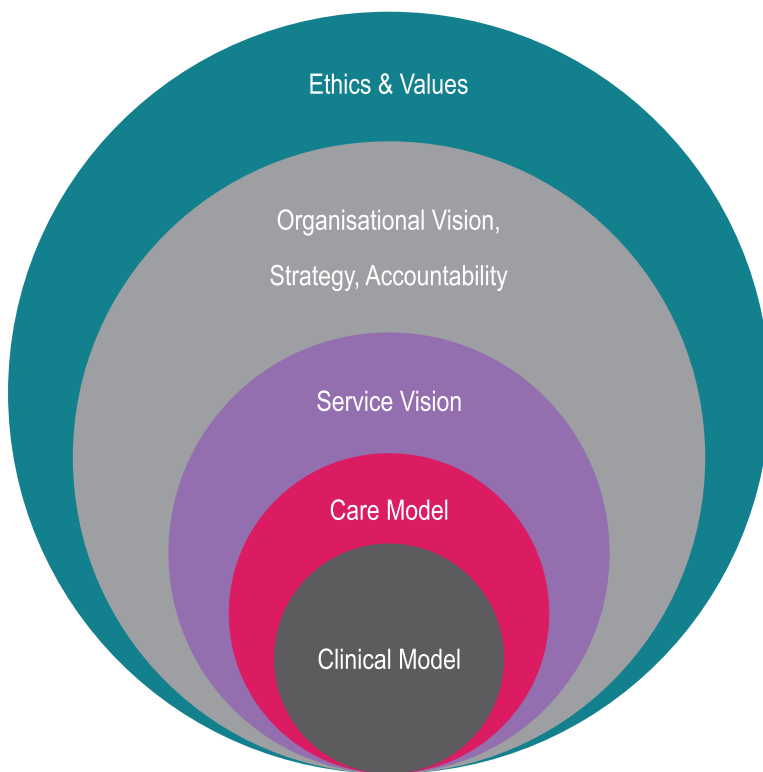 Ethics & Values
Organisational Vision,
Strategy, Accountability
Service Vision
Care Model
Clinical Model